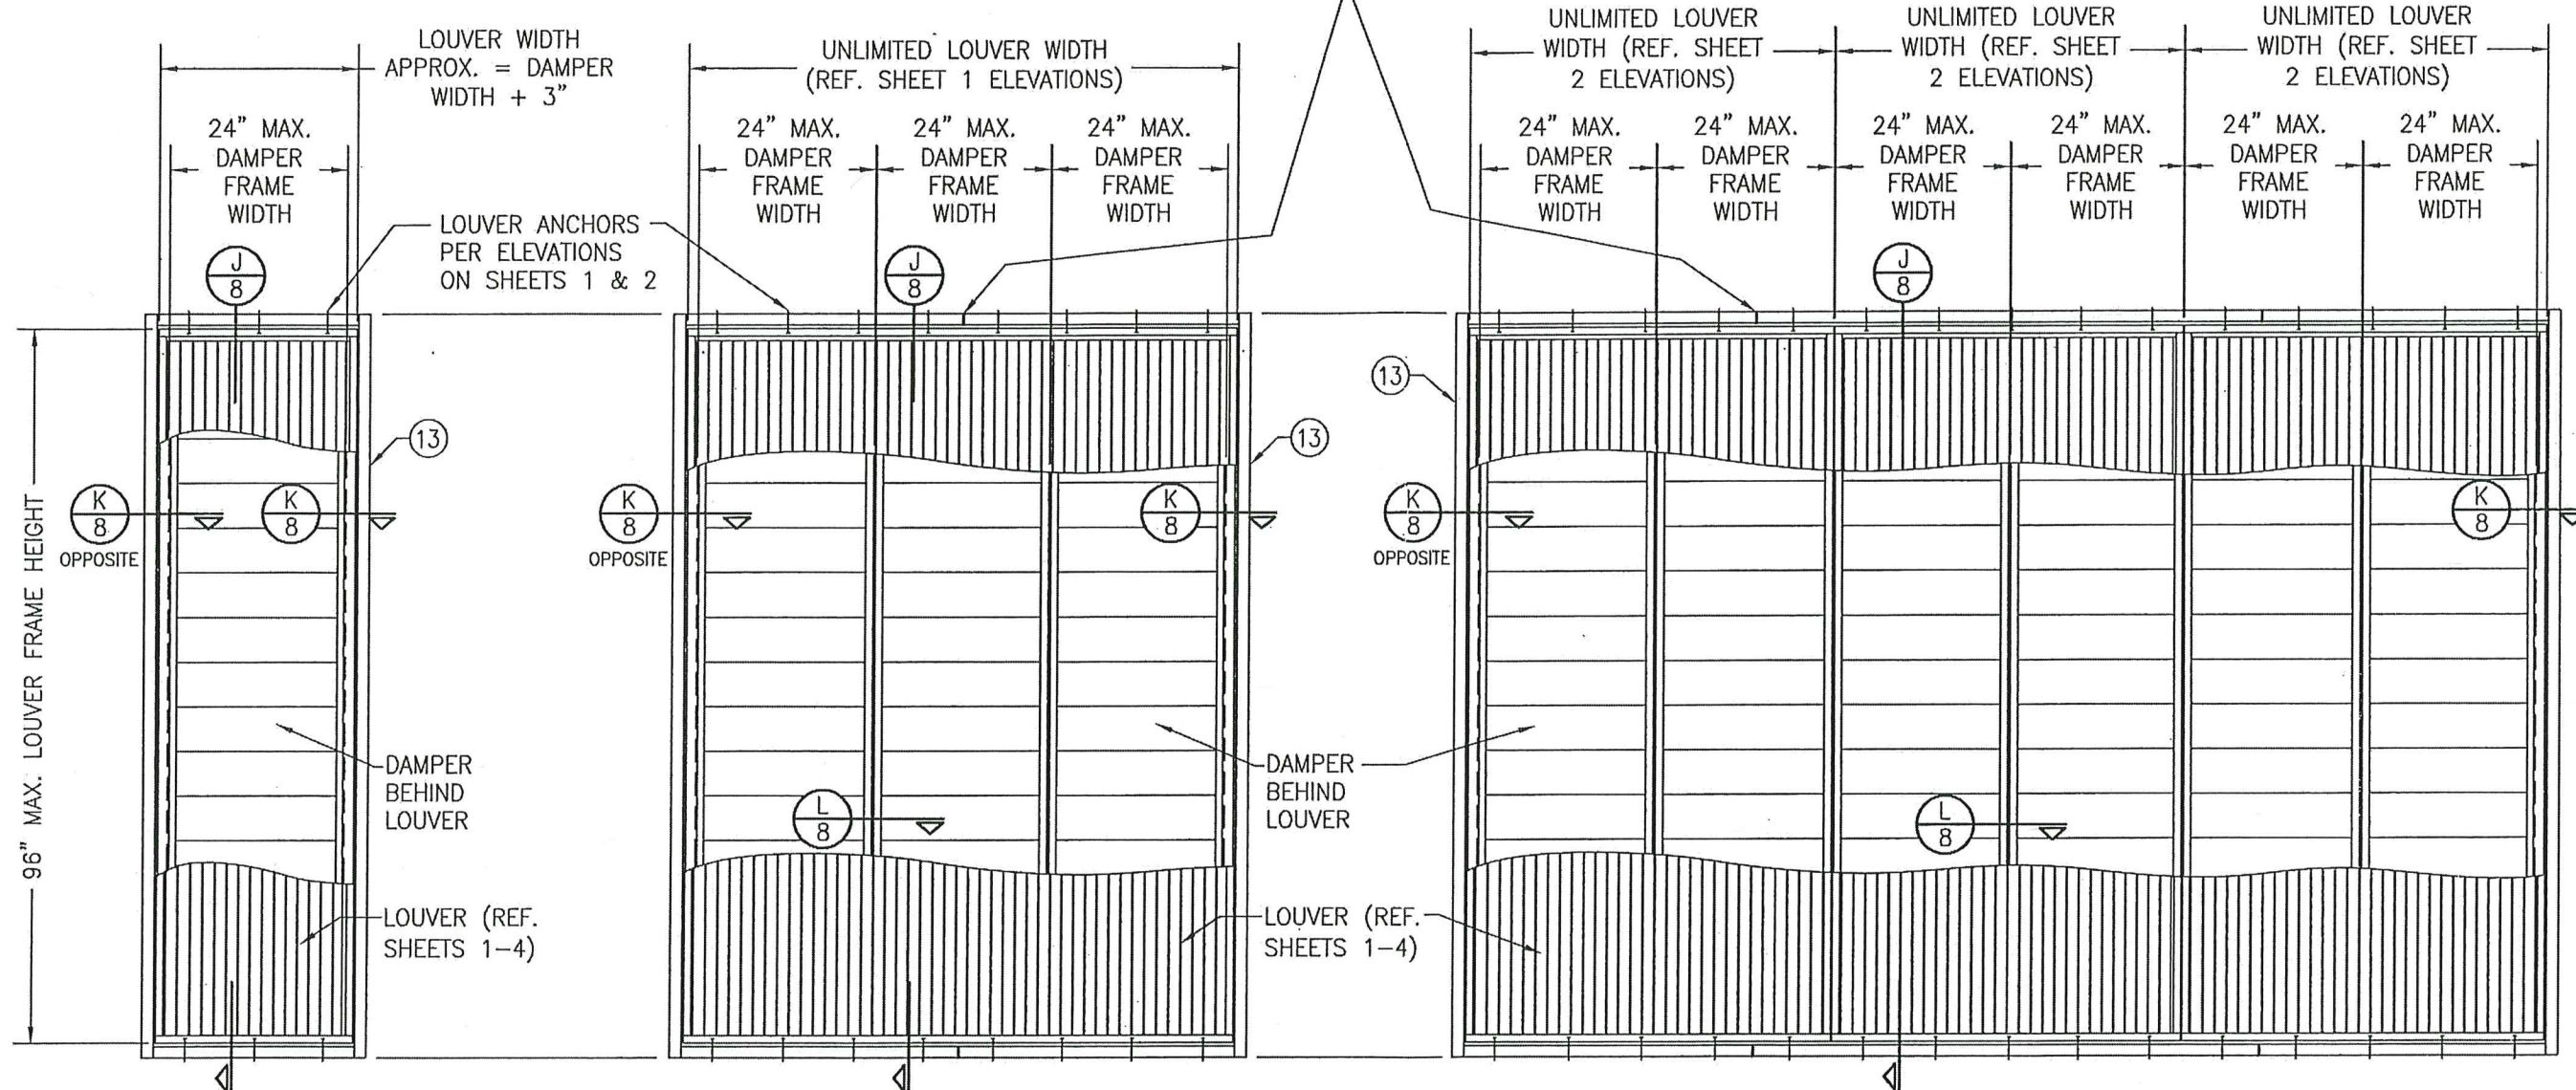 LOUVER WIDTH
APPROX. = DAMPER
WIDTH + 3"
24" MAX.
DAMPER
FRAME
WIDTH
LOUVER ANCHORS
PER ELEVATIONS
ON SHEETS 1 & 2
J
8
13
K
8
OPPOSITE
K
8
96" MAX. LOUVER FRAME HEIGHT
DAMPER
BEHIND
LOUVER
LOUVER (REF.
SHEETS 1-4)
UNLIMITED LOUVER WIDTH
(REF. SHEET 1 ELEVATIONS)
24" MAX.
DAMPER
FRAME
WIDTH
24" MAX.
DAMPER
FRAME
WIDTH
24" MAX.
DAMPER
FRAME
WIDTH
J
8
13
K
8
OPPOSITE
K
8
L
8
DAMPER
BEHIND
LOUVER
LOUVER (REF.
SHEETS 1-4)
UNLIMITED LOUVER
WIDTH (REF. SHEET
2 ELEVATIONS)
UNLIMITED LOUVER
WIDTH (REF. SHEET
2 ELEVATIONS)
UNLIMITED LOUVER
WIDTH (REF. SHEET
2 ELEVATIONS)
24" MAX.
DAMPER
FRAME
WIDTH
24" MAX.
DAMPER
FRAME
WIDTH
24" MAX.
DAMPER
FRAME
WIDTH
24" MAX.
DAMPER
FRAME
WIDTH
24" MAX.
DAMPER
FRAME
WIDTH
24" MAX.
DAMPER
FRAME
WIDTH
J
8
13
K
8
OPPOSITE
K
8
L
8